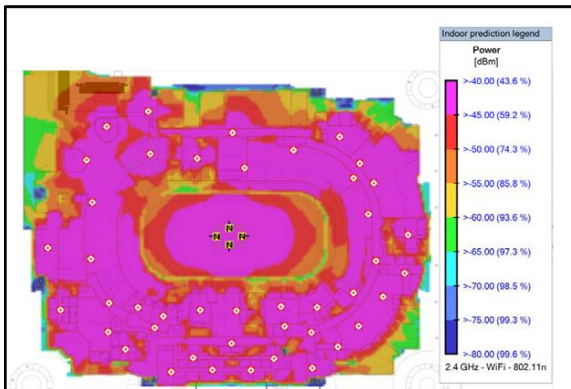 Indoor prediction legend
Power
[dBm]
>-40.00 (43.6 %)
>-45.00 (59.2 %)
>-50.00 (74.3 %)
>-55.00 (85.8 %)
>-60.00 (93.6 %)
>-65.00 (97.3 %)
>-70.00 (98.5 %)
>-75.00 (99.3 %)
>-80.00 (99.6 %)
2.4 GHz - WiFi - 802.11n
N
N N
N